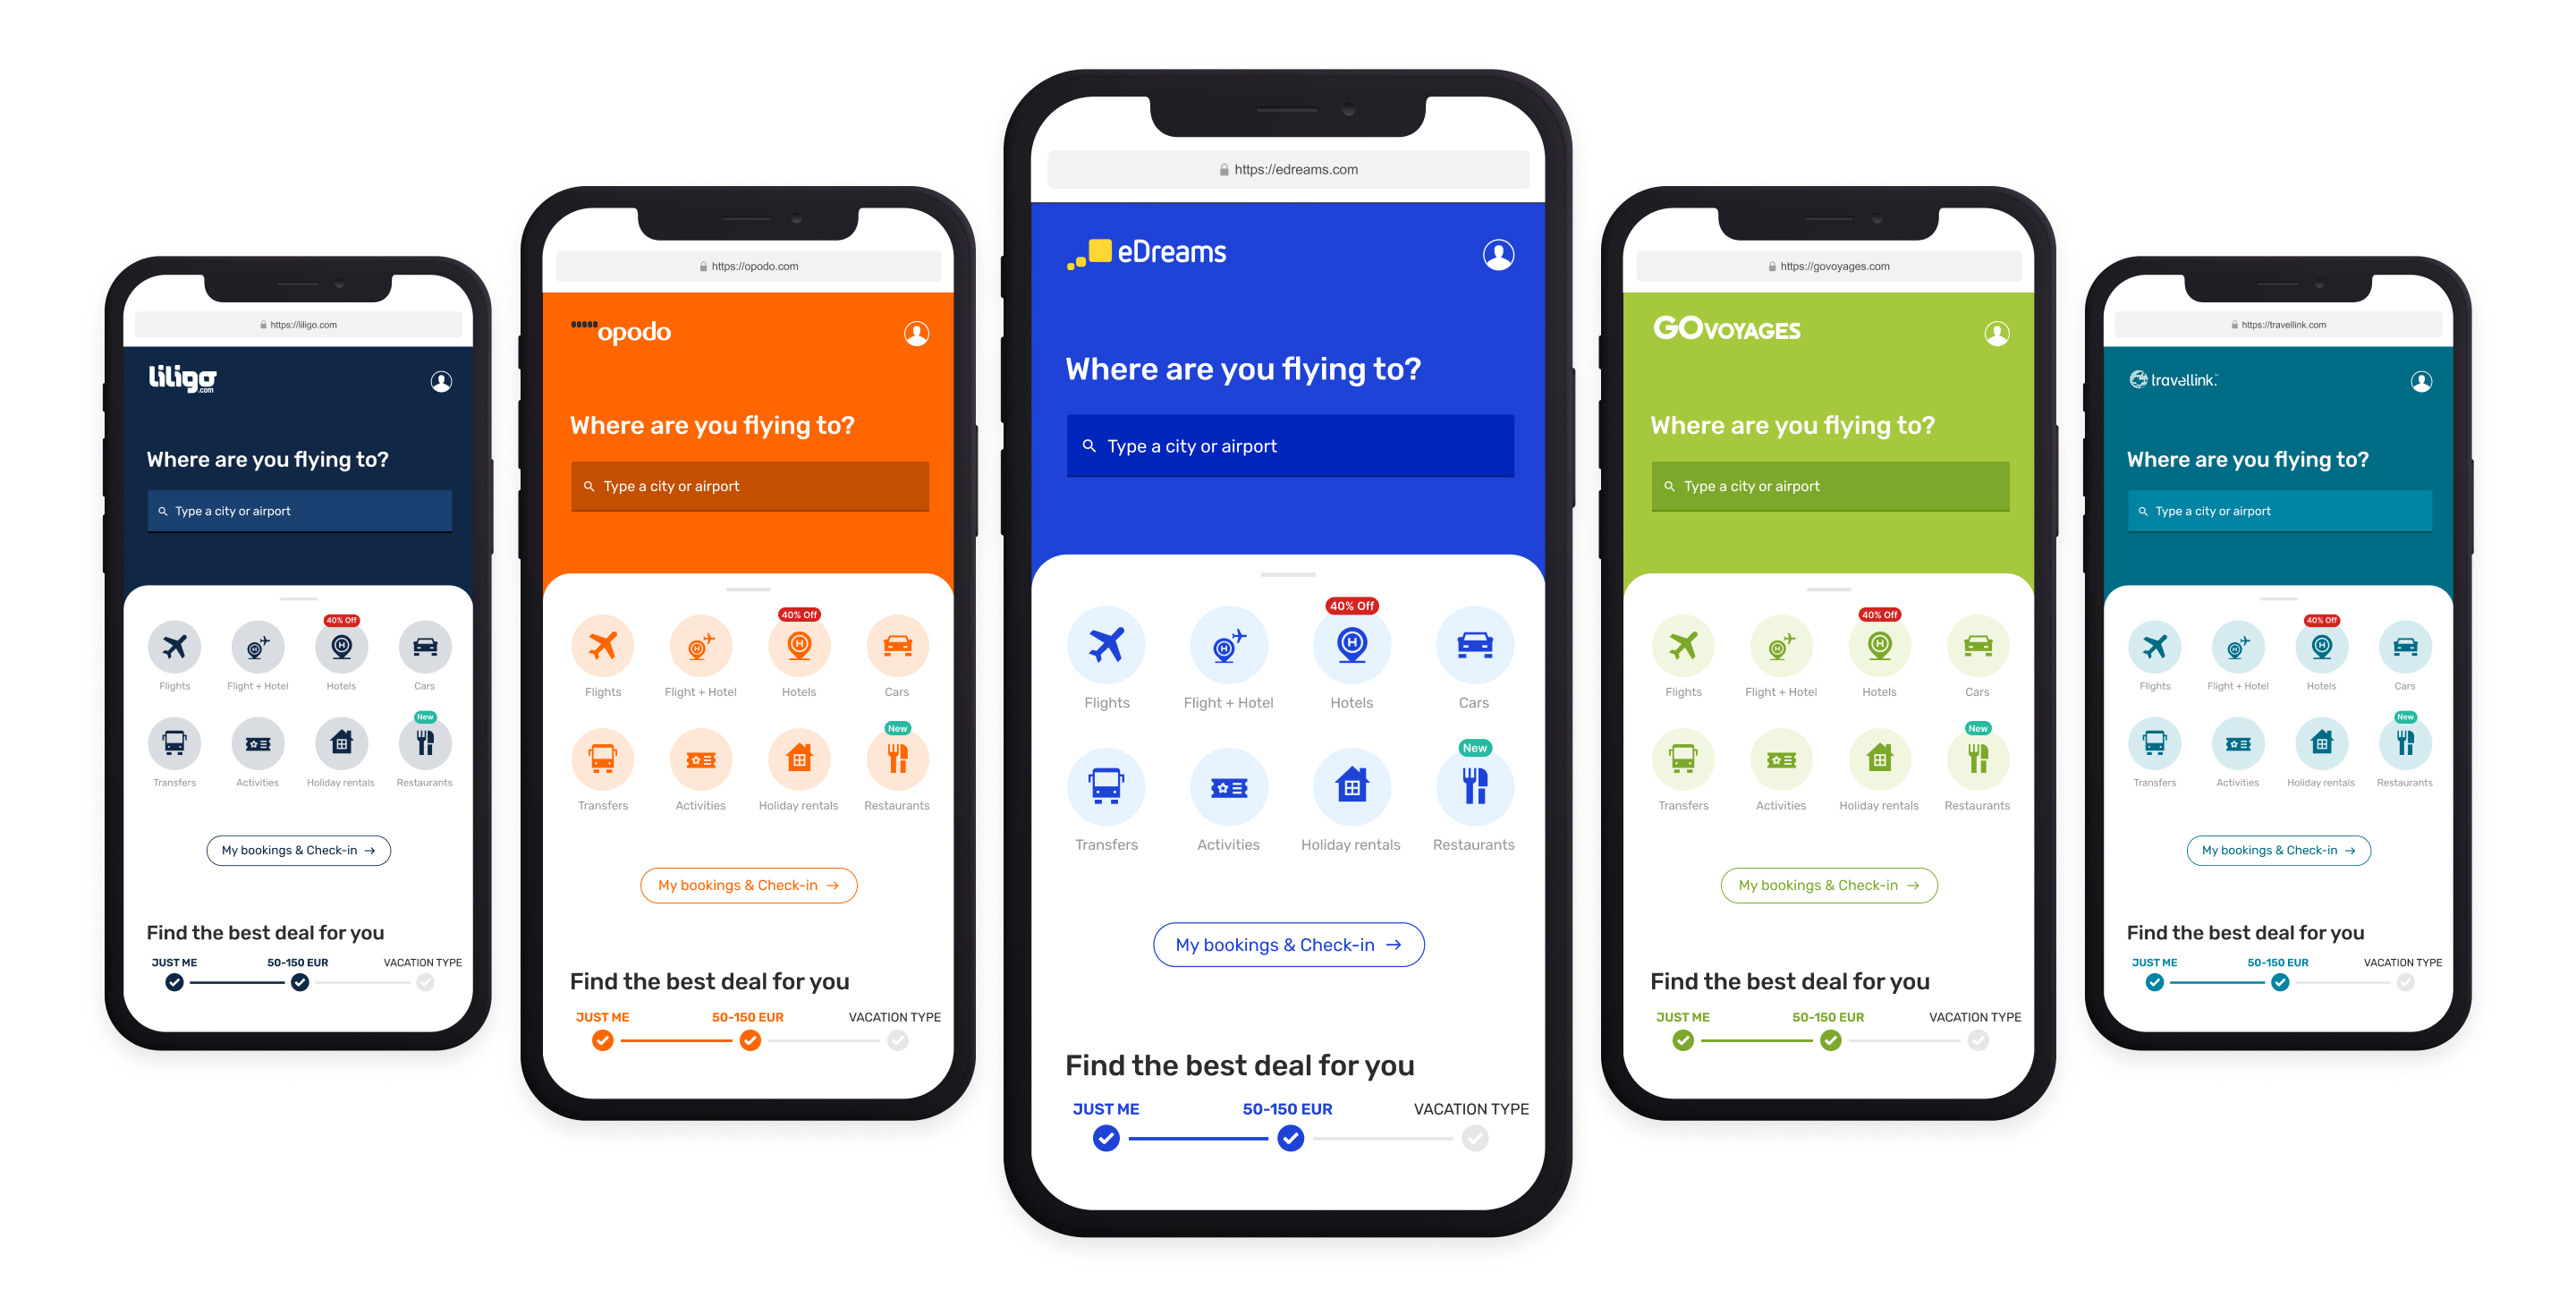 https://liligo.com
liligo
.com
Where are you flying to?
Type a city or airport
40% Off
Flights
Flight + Hotel
Hotels
Cars
New
Transfers
Activities
Holiday rentals
Restaurants
My bookings & Check-in →
Find the best deal for you
JUST ME
50-150 EUR
VACATION TYPE
https://opodo.com
opodo
Where are you flying to?
Type a city or airport
40% Off
Flights
Flight + Hotel
Hotels
Cars
New
Transfers
Activities
Holiday rentals
Restaurants
My bookings & Check-in →
Find the best deal for you
JUST ME
50-150 EUR
VACATION TYPE
https://edreams.com
eDreams
Where are you flying to?
Type a city or airport
40% Off
Flights
Flight + Hotel
Hotels
Cars
New
Transfers
Activities
Holiday rentals
Restaurants
My bookings & Check-in →
Find the best deal for you
JUST ME
50-150 EUR
VACATION TYPE
https://govoyages.com
GO VOYAGES
Where are you flying to?
Type a city or airport
40% Off
Flights
Flight + Hotel
Hotels
Cars
New
Transfers
Activities
Holiday rentals
Restaurants
My bookings & Check-in →
Find the best deal for you
JUST ME
50-150 EUR
VACATION TYPE
https://travellink.com
travellink™
Where are you flying to?
Type a city or airport
40% Off
Flights
Flight + Hotel
Hotels
Cars
New
Transfers
Activities
Holiday rentals
Restaurants
My bookings & Check-in →
Find the best deal for you
JUST ME
50-150 EUR
VACATION TYPE